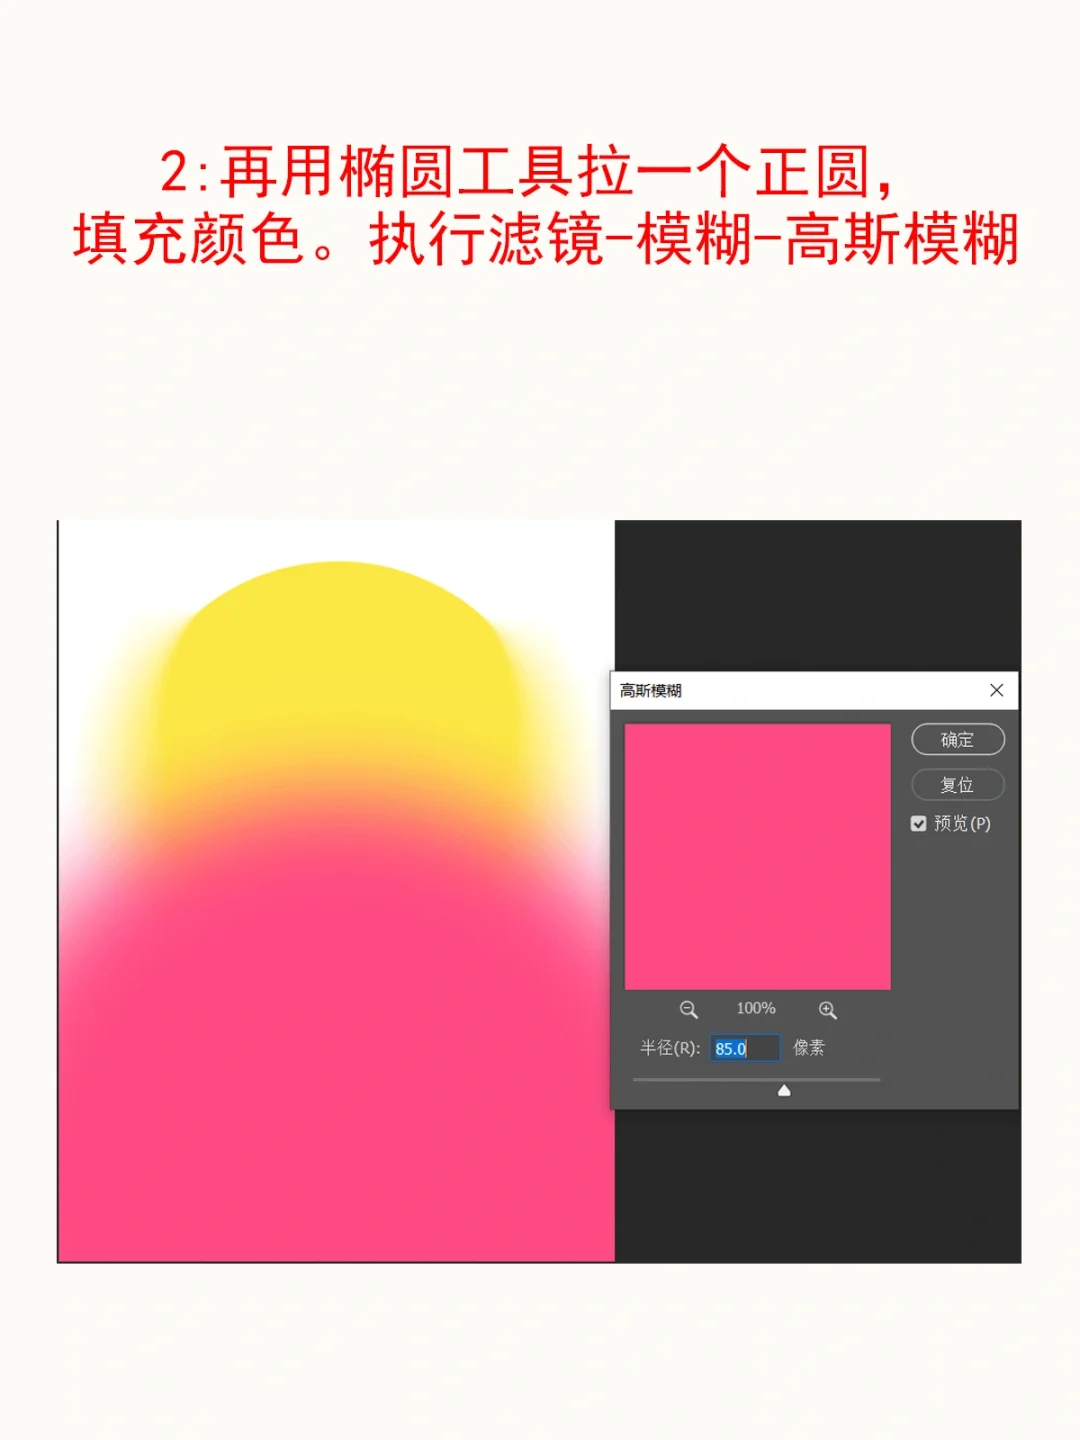 2:再用椭圆工具拉一个正圆，
填充颜色。执行滤镜-模糊-高斯模糊
高斯模糊
确定
复位
预览(P)
100%
半径(R): 85.0 像素